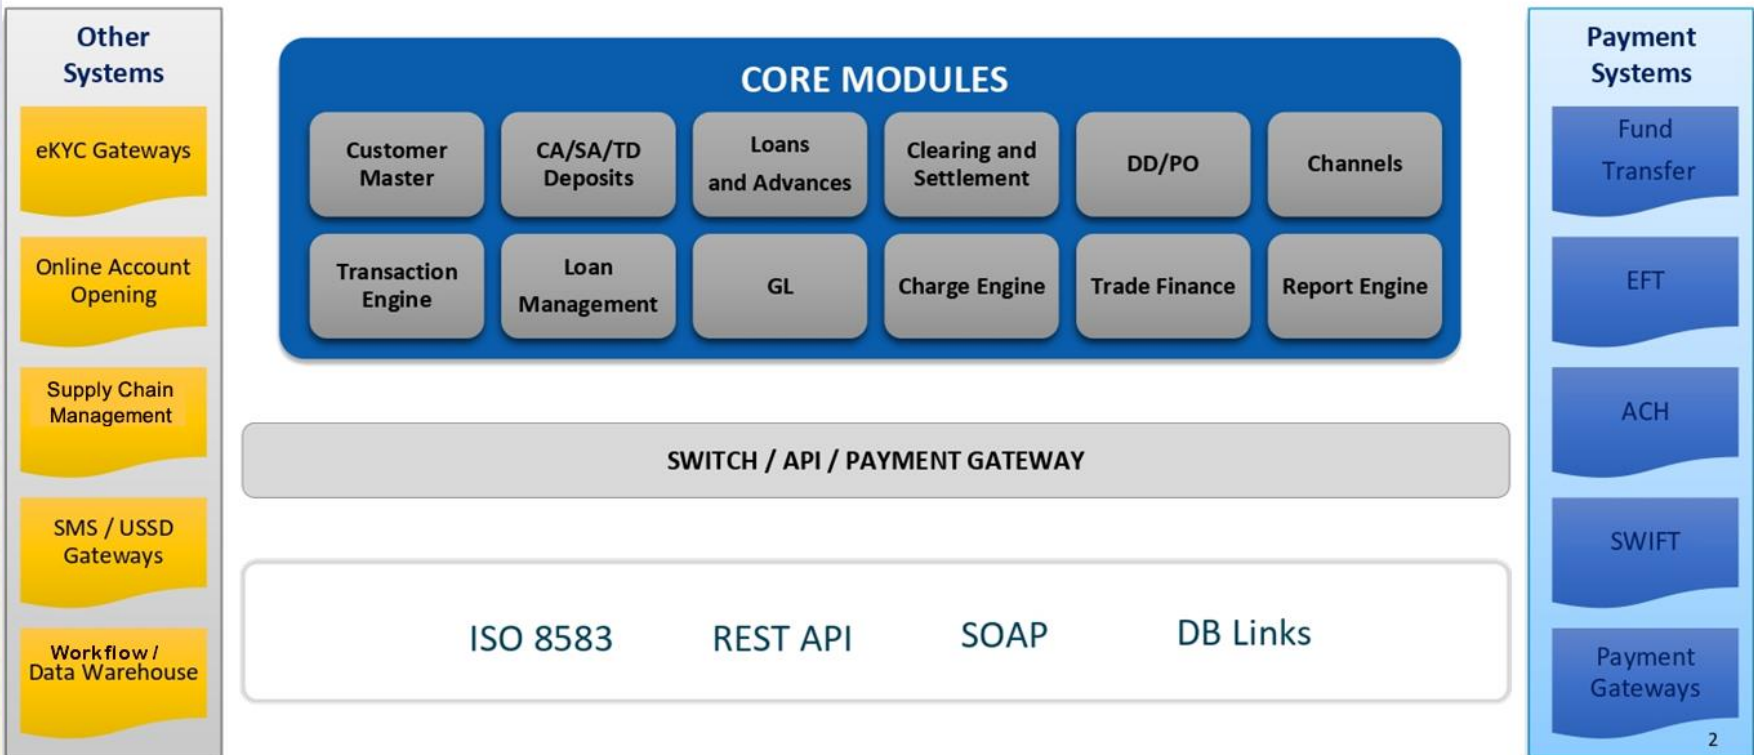 Other
Systems
eKYC Gateways
Online Account
Opening
Supply Chain
Management
SMS / USSD
Gateways
Workflow /
Data Warehouse
CORE MODULES
Customer
Master
CA/SA/TD
Deposits
Loans
and Advances
Clearing and
Settlement
DD/PO
Channels
Transaction
Engine
Loan
Management
GL
Charge Engine
Trade Finance
Report Engine
SWITCH / API / PAYMENT GATEWAY
ISO 8583
REST API
SOAP
DB Links
Payment
Systems
Fund
Transfer
EFT
ACH
SWIFT
Payment
Gateways
2